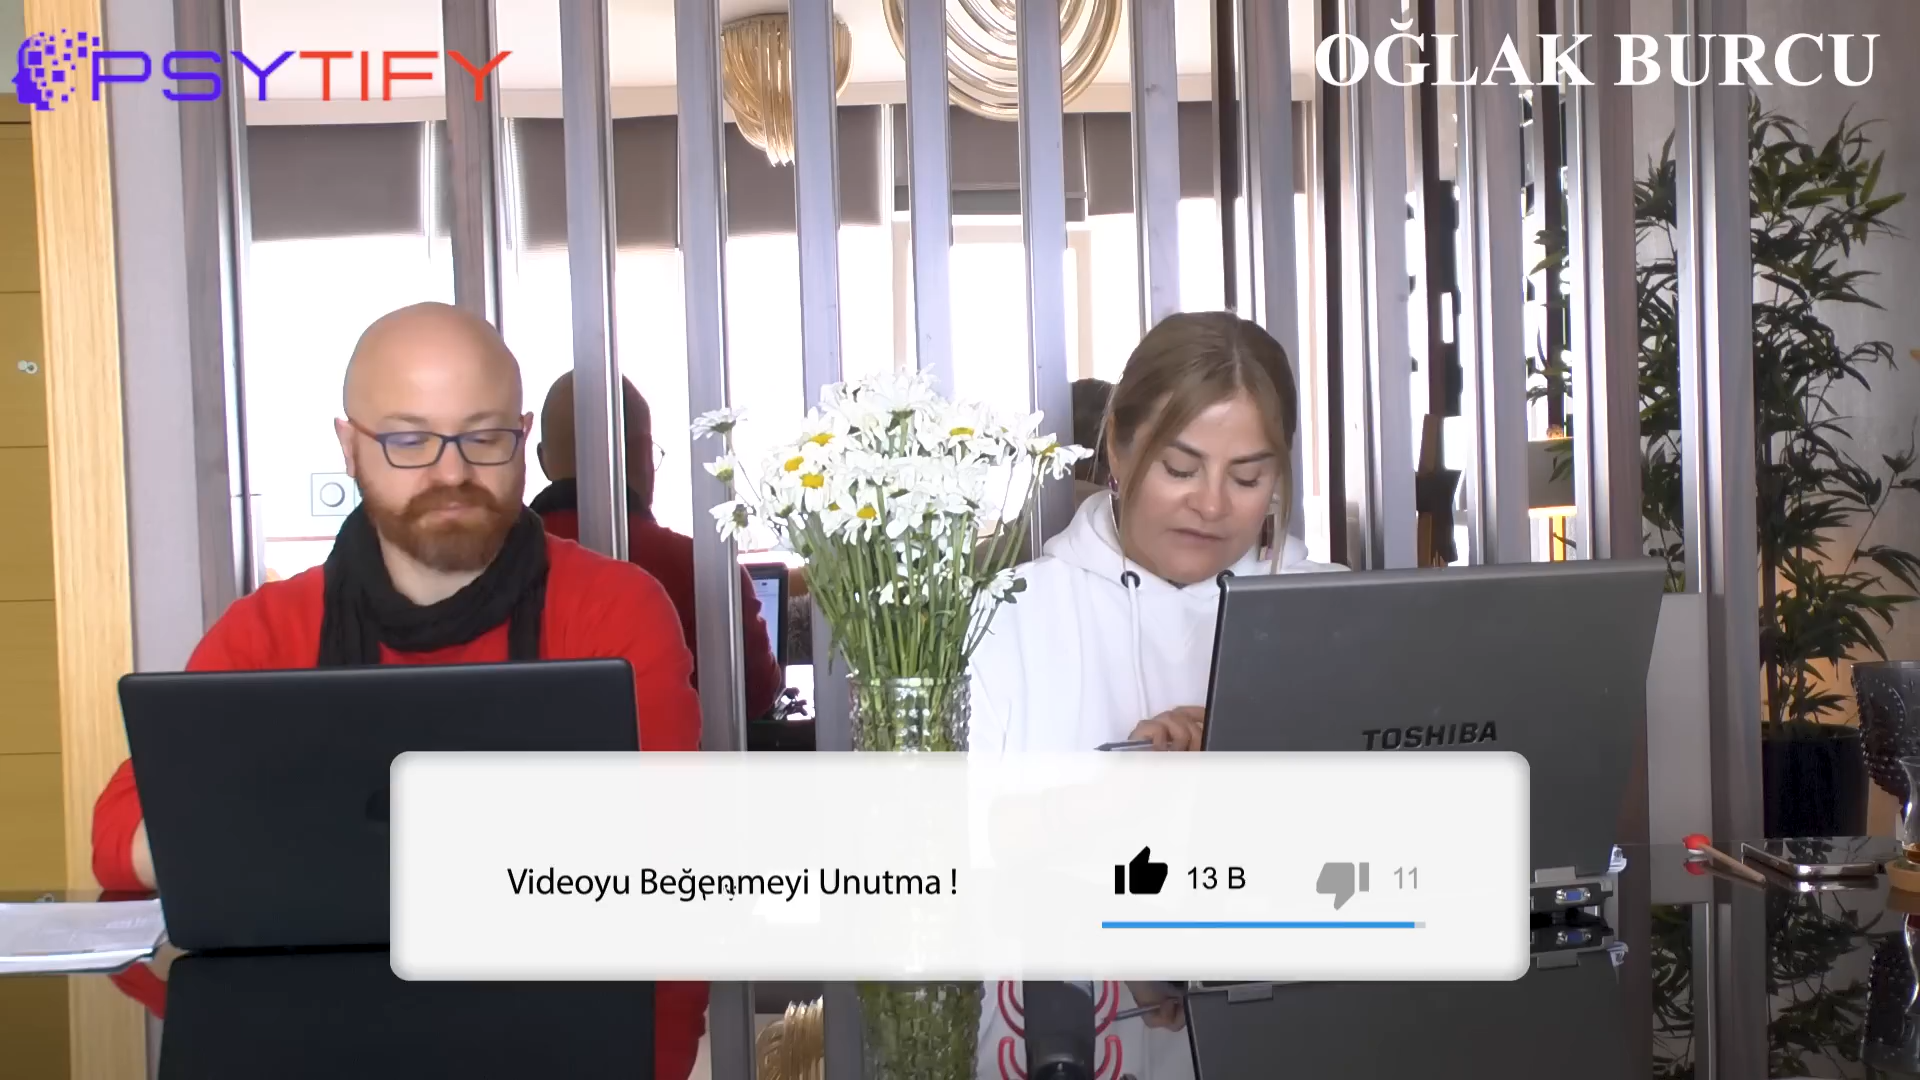 PSYTIFY
OĞLAK BURCU
TOSHIBA
Videoyu Beğenmeyi Unutma !
13 B
11